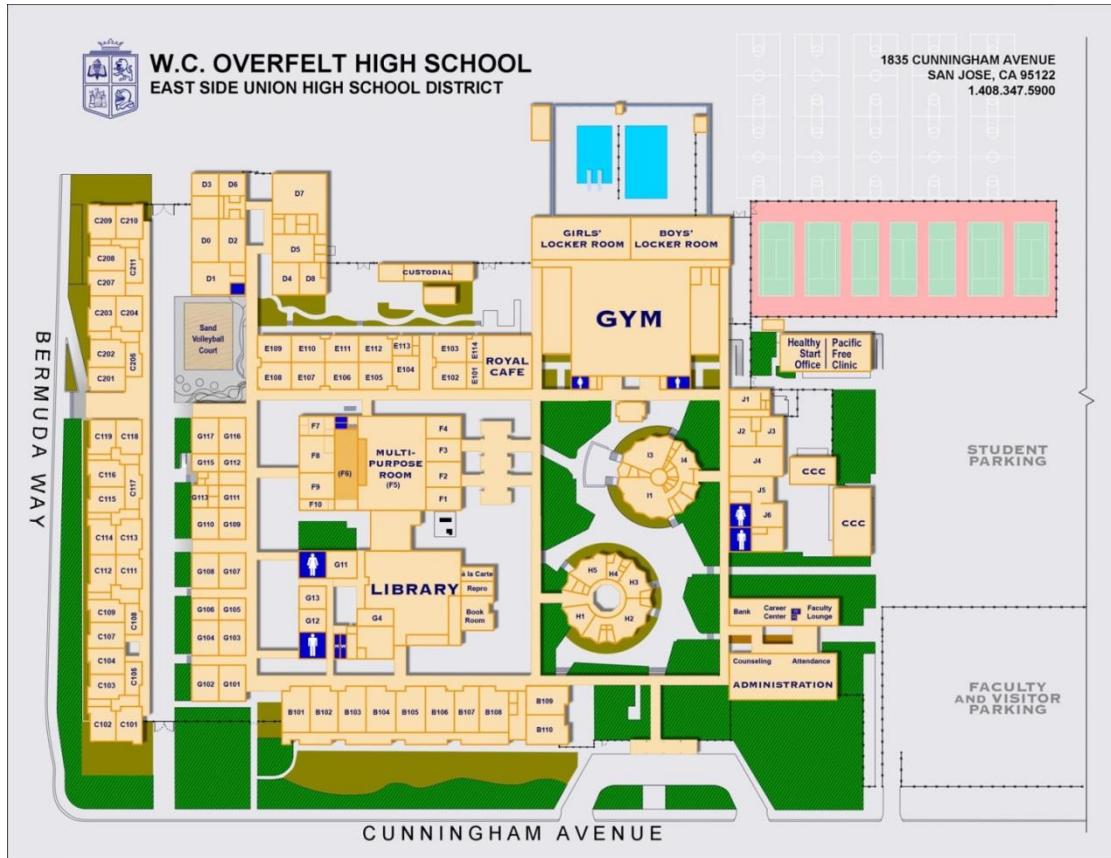 W.C. OVERFELT HIGH SCHOOL
EAST SIDE UNION HIGH SCHOOL DISTRICT
1835 CUNNINGHAM AVENUE
SAN JOSE, CA 95122
1.408.347.5900
D3 D6
D7
D0 D2
D5
D1
D4 D8
C209 C210
C208
C211
C207
C203 C204
C202
C206
C201
CUSTODIAL
GIRLS'
LOCKER ROOM
BOYS'
LOCKER ROOM
GYM
Sand
Volleyball
Court
E109 E110 E111 E112 E113 E103 E114
E108 E107 E106 E105 E104 E102 E101
ROYAL
CAFE
Healthy
Start
Office
Pacific
Free
Clinic
BERMUDA WAY
C119 C118
C116
C117
C115
C114 C113
C112 C111
C109
C108
C107
C104
C105
C103
C102 C101
G117 G116
G115 G112
G113 G111
G110 G109
G108 G107
G106 G105
G104 G103
G102 G101
F7
F8
F9
F10
(F6)
MULTI-
PURPOSE
ROOM
(F5)
F4
F3
F2
F1
I3 I4
I1
J1
J2 J3
J4
J5
J6
CCC
CCC
STUDENT
PARKING
G11
G13
G12
LIBRARY
G4
à la Carte
Repro
Book
Room
H5 H4 H3
H1 H2
Bank
Career
Center
Faculty
Lounge
Counseling Attendance
ADMINISTRATION
FACULTY
AND VISITOR
PARKING
B101 B102 B103 B104 B105 B106 B107 B108
B109
B110
CUNNINGHAM AVENUE